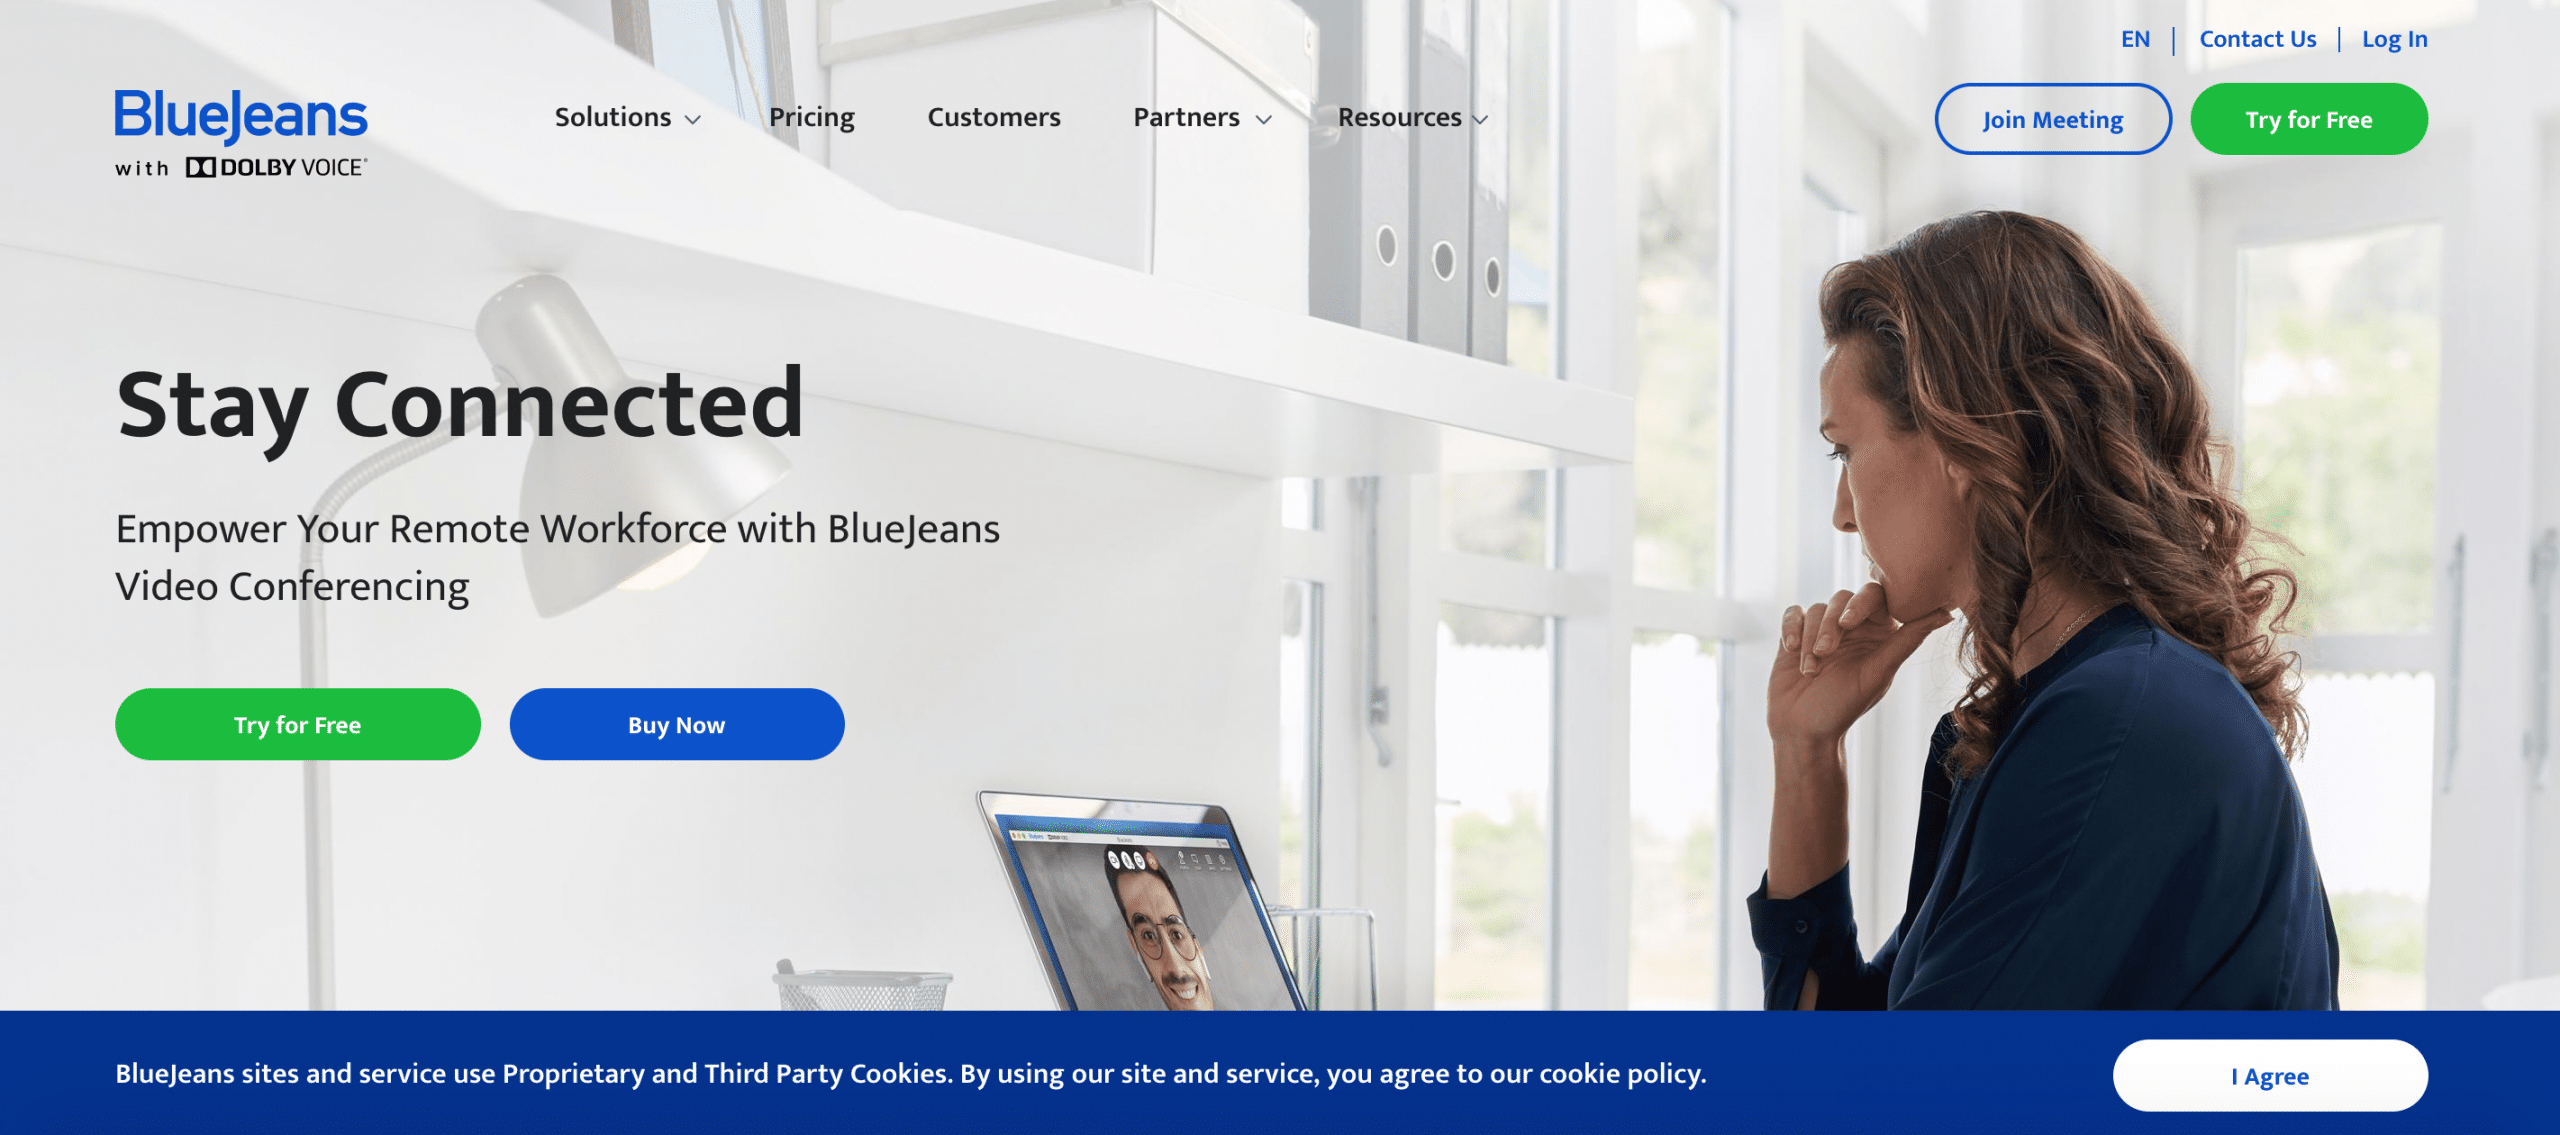 EN | Contact Us | Log In
BlueJeans
with DOLBY VOICE®
Solutions
Pricing
Customers
Partners
Resources
Join Meeting
Try for Free
Stay Connected
Empower Your Remote Workforce with BlueJeans
Video Conferencing
Try for Free
Buy Now
BlueJeans sites and service use Proprietary and Third Party Cookies. By using our site and service, you agree to our cookie policy.
I Agree